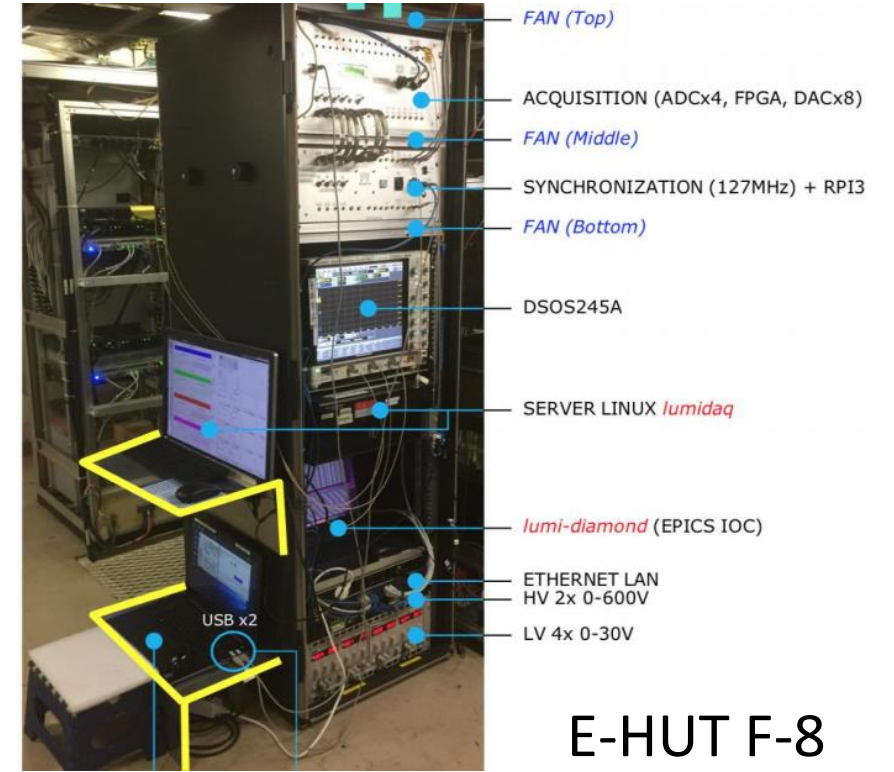 FAN (Top)
ACQUISITION (ADCx4, FPGA, DACx8)
FAN (Middle)
SYNCHRONIZATION (127MHz) + RPI3
FAN (Bottom)
DSOS245A
SERVER LINUX lumidaq
lumi-diamond (EPICS IOC)
ETHERNET LAN
HV 2x 0-600V
LV 4x 0-30V
USB x2
E-HUT F-8